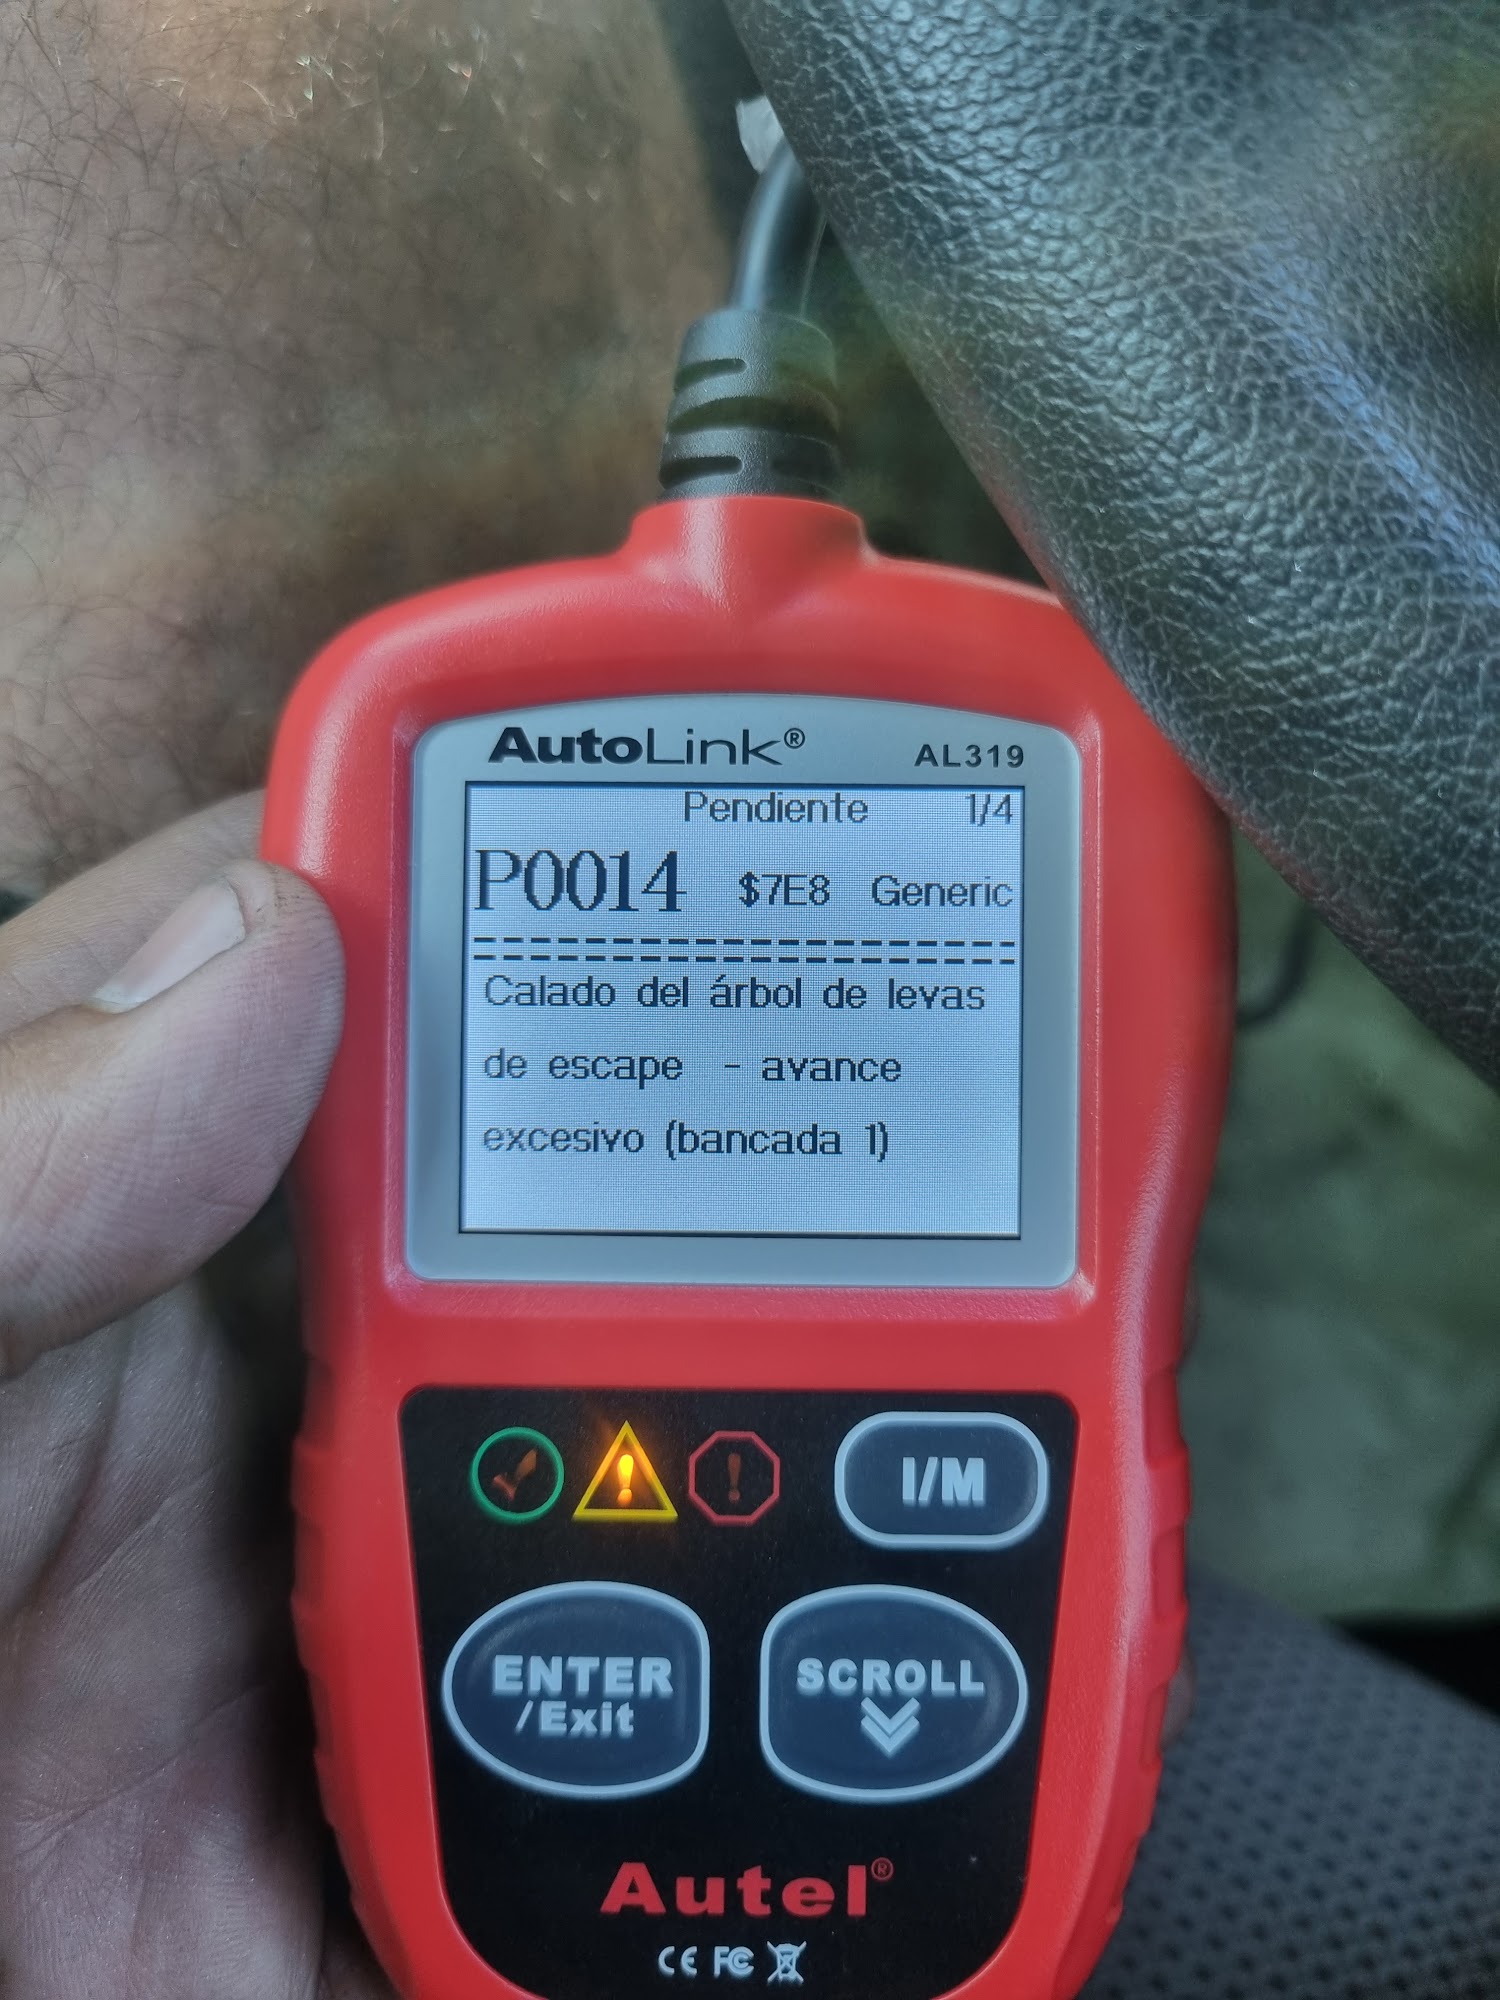 AutoLink® AL319
Pendiente 1/4
P0014 $7E8 Generic
Calado del árbol de levas
de escape - avance
excesivo (bancada 1)
I/M
ENTER
/Exit
SCROLL
Autel®
CE FC